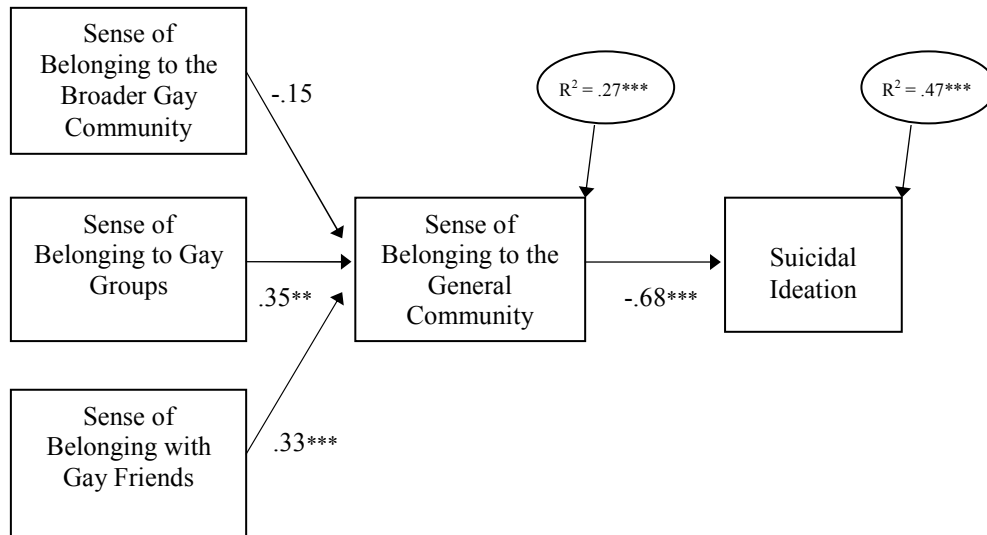 Sense of
Belonging to the
Broader Gay
Community
-.15
R² = .27***
R² = .47***
Sense of
Belonging to Gay
Groups
.35**
Sense of
Belonging to the
General
Community
-.68***
Suicidal
Ideation
Sense of
Belonging with
Gay Friends
.33***